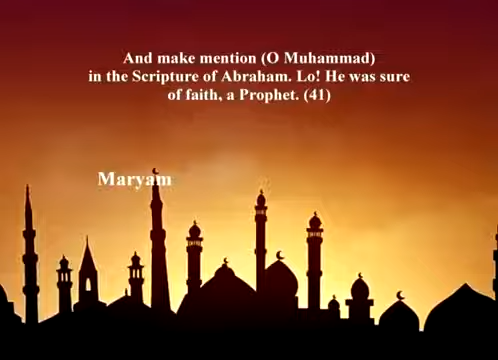 And make mention (O Muhammad)
in the Scripture of Abraham. Lo! He was sure
of faith, a Prophet. (41)
Maryam